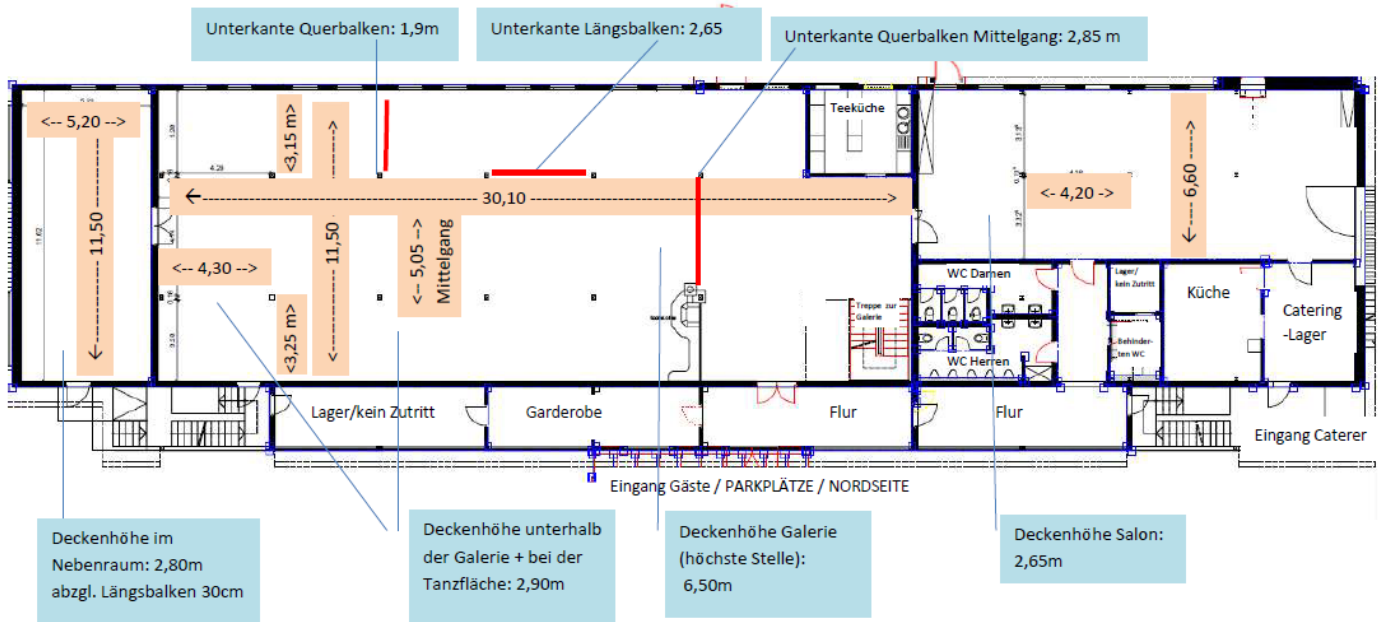 Unterkante Querbalken: 1,9m
Unterkante Längsbalken: 2,65
Unterkante Querbalken Mittelgang: 2,85 m
<-- 5,20 -->
<----------- 11,50 ----------->
4.28
<3,15 m>
<----------- 11,50 ----------->
<-- 4,30 -->
<3,25 m>
<-- 5,05 -->
Mittelgang
<---------- 30,10 ---------->
Teeküche
<-- 4,20 ->
<---- 6,60 ---->
11.62
Treppe zur
Galerie
WC Damen
WC Herren
Lager/
kein Zutritt
Behinder-
ten WC
Küche
Catering
-Lager
Lager/kein Zutritt
Garderobe
Flur
Flur
Eingang Caterer
Eingang Gäste / PARKPLÄTZE / NORDSEITE
Deckenhöhe im
Nebenraum: 2,80m
abzgl. Längsbalken 30cm
Deckenhöhe unterhalb
der Galerie + bei der
Tanzfläche: 2,90m
Deckenhöhe Galerie
(höchste Stelle):
6,50m
Deckenhöhe Salon:
2,65m